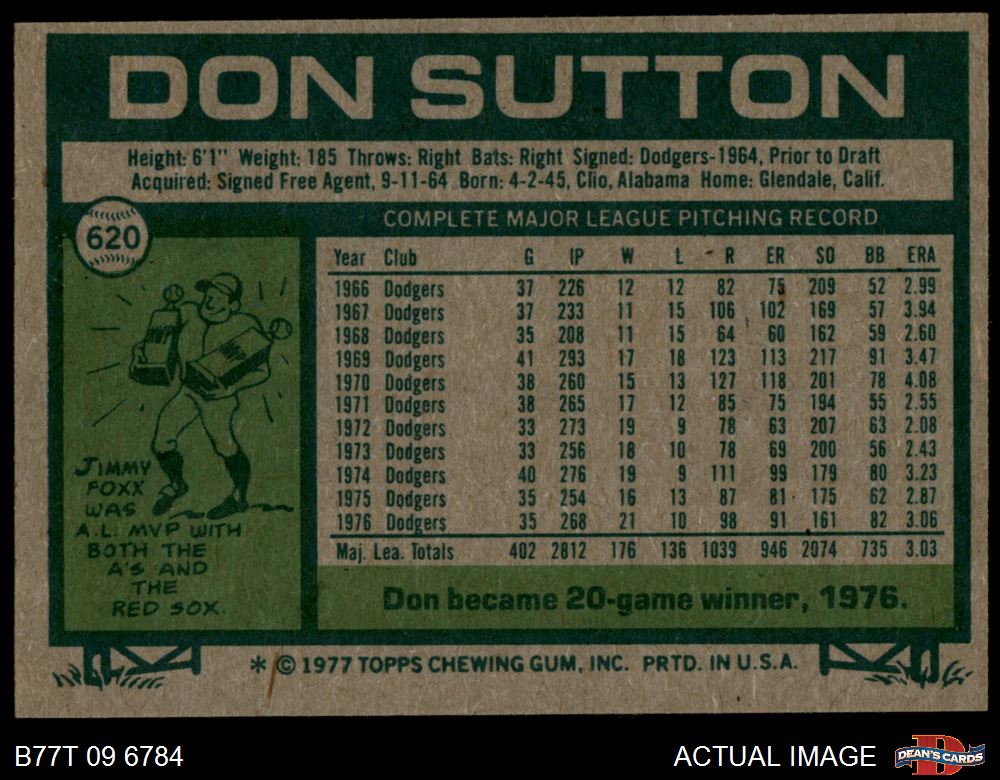 DON SUTTON
Height: 6'1" Weight: 185 Throws: Right Bats: Right Signed: Dodgers-1964, Prior to Draft
Acquired: Signed Free Agent, 9-11-64 Born: 4-2-45, Clio, Alabama Home: Glendale, Calif.
620
COMPLETE MAJOR LEAGUE PITCHING RECORD
Year Club G IP W L R ER SO BB ERA
1966 Dodgers 37 226 12 12 82 75 209 52 2.99
1967 Dodgers 37 233 11 15 106 102 169 57 3.94
1968 Dodgers 35 208 11 15 64 60 162 59 2.60
1969 Dodgers 41 293 17 18 123 113 217 91 3.47
1970 Dodgers 38 260 15 13 127 118 201 78 4.08
1971 Dodgers 38 265 17 12 85 75 194 55 2.55
1972 Dodgers 33 273 19 9 78 63 207 63 2.08
1973 Dodgers 33 256 18 10 78 69 200 56 2.43
1974 Dodgers 40 276 19 9 111 99 179 80 3.23
1975 Dodgers 35 254 16 13 87 81 175 62 2.87
1976 Dodgers 35 268 21 10 98 91 161 82 3.06
Maj. Lea. Totals 402 2812 176 136 1039 946 2074 735 3.03
MVP
MVP
JIMMY
FOXX
WAS
A.L. MVP WITH
BOTH THE
A'S AND
THE
RED SOX.
Don became 20-game winner, 1976.
* © 1977 TOPPS CHEWING GUM, INC. PRTD. IN U.S.A.
B77T 09 6784
ACTUAL IMAGE
D
DEAN'S CARDS